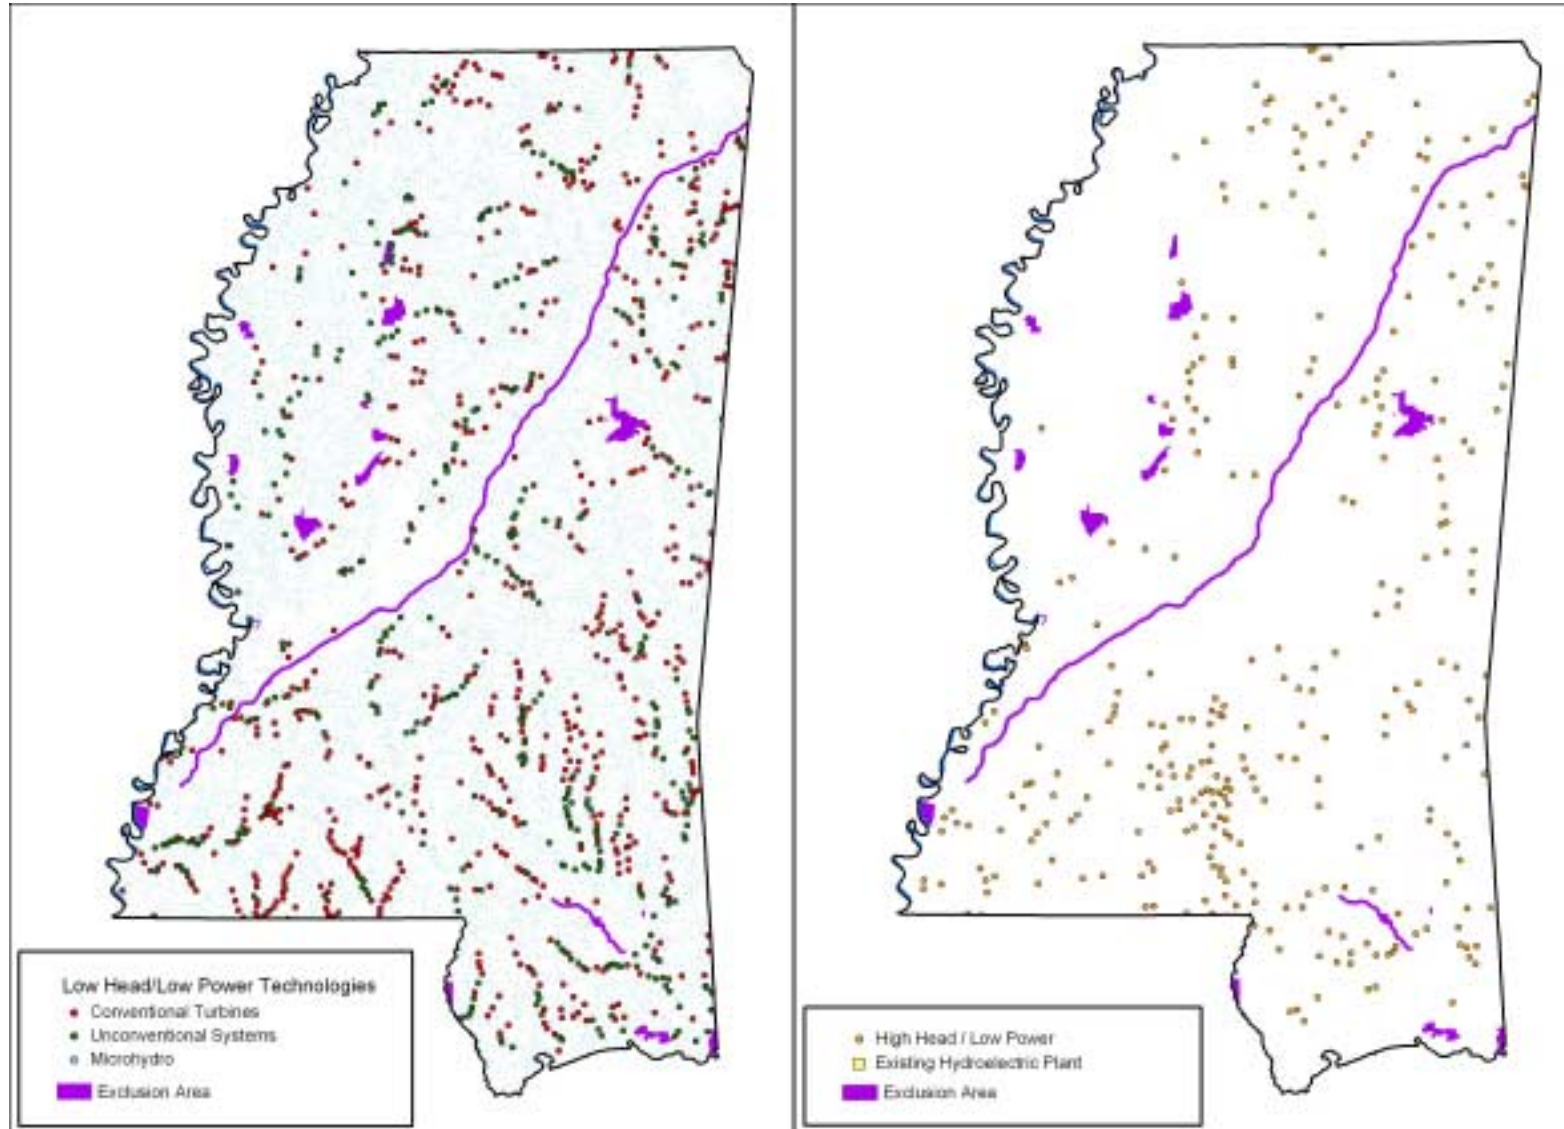 Low Head/Low Power Technologies
Conventional Turbines
Unconventional Systems
Microhydro
Exclusion Area
High Head / Low Power
Existing Hydroelectric Plant
Exclusion Area